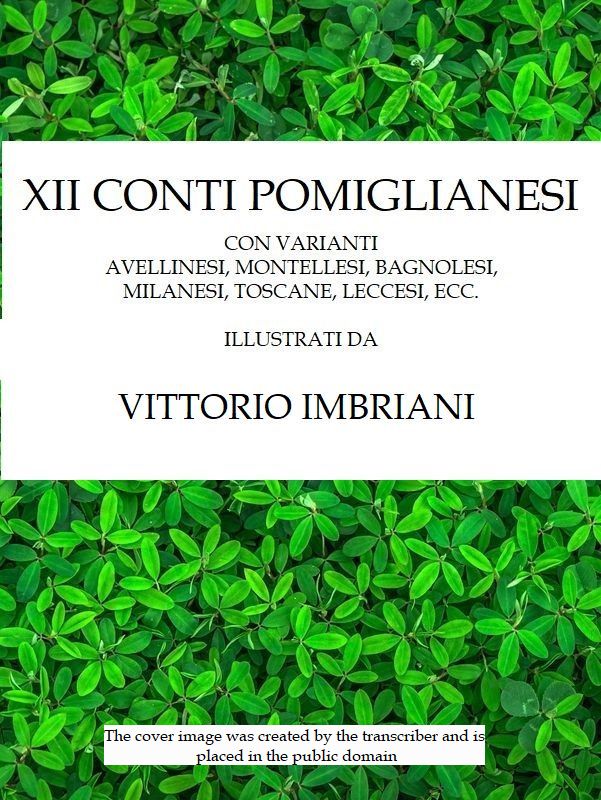 XII CONTI POMIGLIANESI
CON VARIANTI
AVELLINESI, MONTELLESI, BAGNOLESI,
MILANESI, TOSCANE, LECCESI, ECC.
ILLUSTRATI DA
VITTORIO IMBRIANI
The cover image was created by the transcriber and is
placed in the public domain